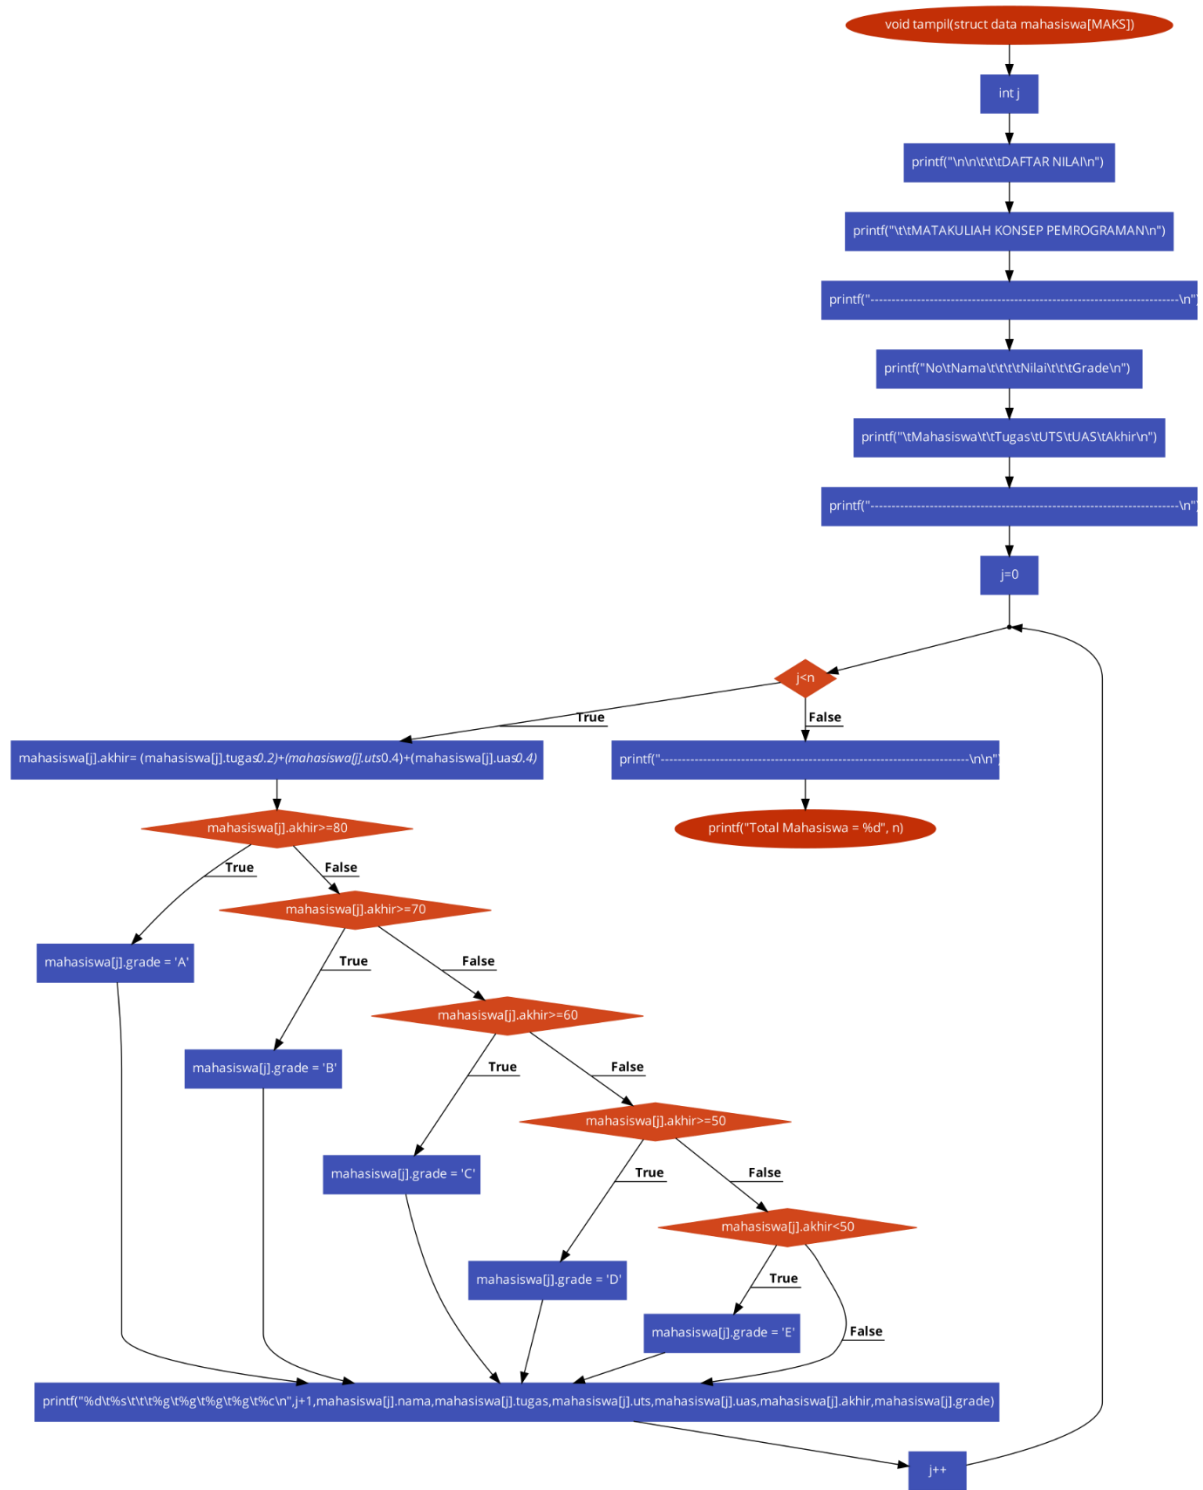 void tampil(struct data mahasiswa[MAKS])
int j
printf("\n\n\t\t\tDAFTAR NILAI\n")
printf("\t\tMATAKULIAH KONSEP PEMROGRAMAN\n")
printf("--------------------------------------------------------------------------\n")
printf("No\tNama\t\t\t\tNilai\t\t\tGrade\n")
printf("\tMahasiswa\t\tTugas\tUTS\tUAS\tAkhir\n")
printf("--------------------------------------------------------------------------\n")
j=0
j<n
True
False
mahasiswa[j].akhir= (mahasiswa[j].tugas0.2)+(mahasiswa[j].uts0.4)+(mahasiswa[j].uas0.4)
printf("--------------------------------------------------------------------------\n\n")
mahasiswa[j].akhir>=80
printf("Total Mahasiswa = %d", n)
True
False
mahasiswa[j].akhir>=70
mahasiswa[j].grade = 'A'
True
False
mahasiswa[j].akhir>=60
mahasiswa[j].grade = 'B'
True
False
mahasiswa[j].akhir>=50
mahasiswa[j].grade = 'C'
True
False
mahasiswa[j].akhir<50
mahasiswa[j].grade = 'D'
True
mahasiswa[j].grade = 'E'
False
printf("%d\t%s\t\t\t%g\t%g\t%g\t%g\t%c\n",j+1,mahasiswa[j].nama,mahasiswa[j].tugas,mahasiswa[j].uts,mahasiswa[j].uas,mahasiswa[j].akhir,mahasiswa[j].grade)
j++